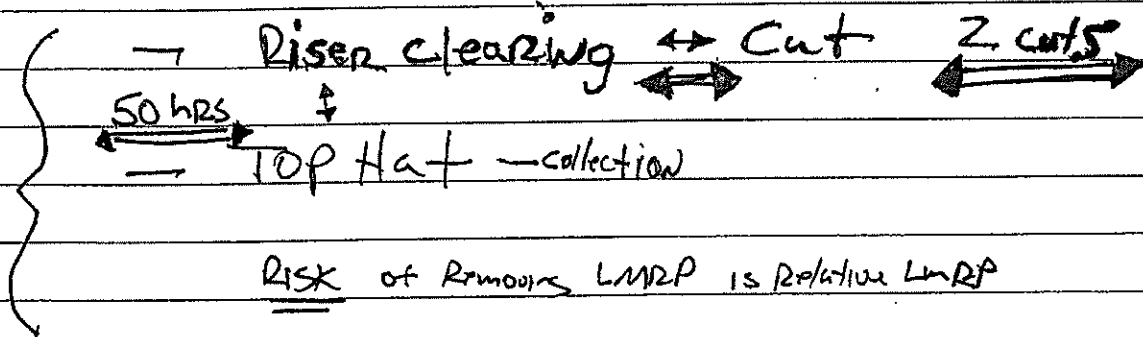 — Riser clearing ↔ Cut 2 cuts
50 hrs
— Top Hat — collection
Risk of Removing LMRP is Relative LMRP